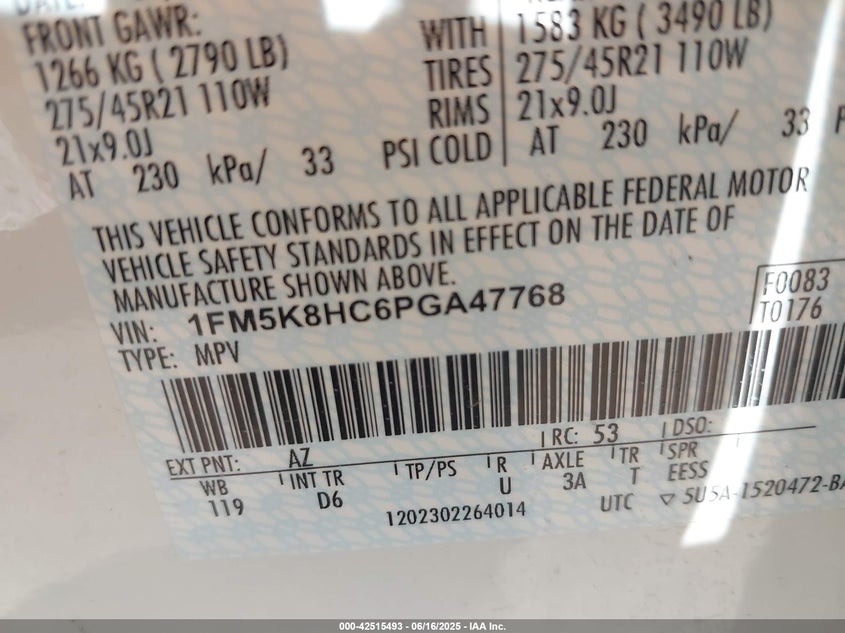 FRONT GAWR:
1266 KG ( 2790 LB)
275/45R21 110W
21x9.0J
AT 230 kPa/ 33 PSI COLD
WITH
TIRES
RIMS
1583 KG ( 3490 LB)
275/45R21 110W
21x9.0J
AT 230 kPa/ 33
THIS VEHICLE CONFORMS TO ALL APPLICABLE FEDERAL MOTOR
VEHICLE SAFETY STANDARDS IN EFFECT ON THE DATE OF
MANUFACTURE SHOWN ABOVE.
VIN: 1FM5K8HC6PGA47768
TYPE: MPV
F0083
T0176
EXT PNT: AZ RC: 53 DSO:
WB INT TR TP/PS R AXLE TR SPR
119 D6 U 3A T EESS
1202302264014 UTC ▽ 5U5A-1520472-BA
000-42515493 - 06/16/2025 - IAA Inc.